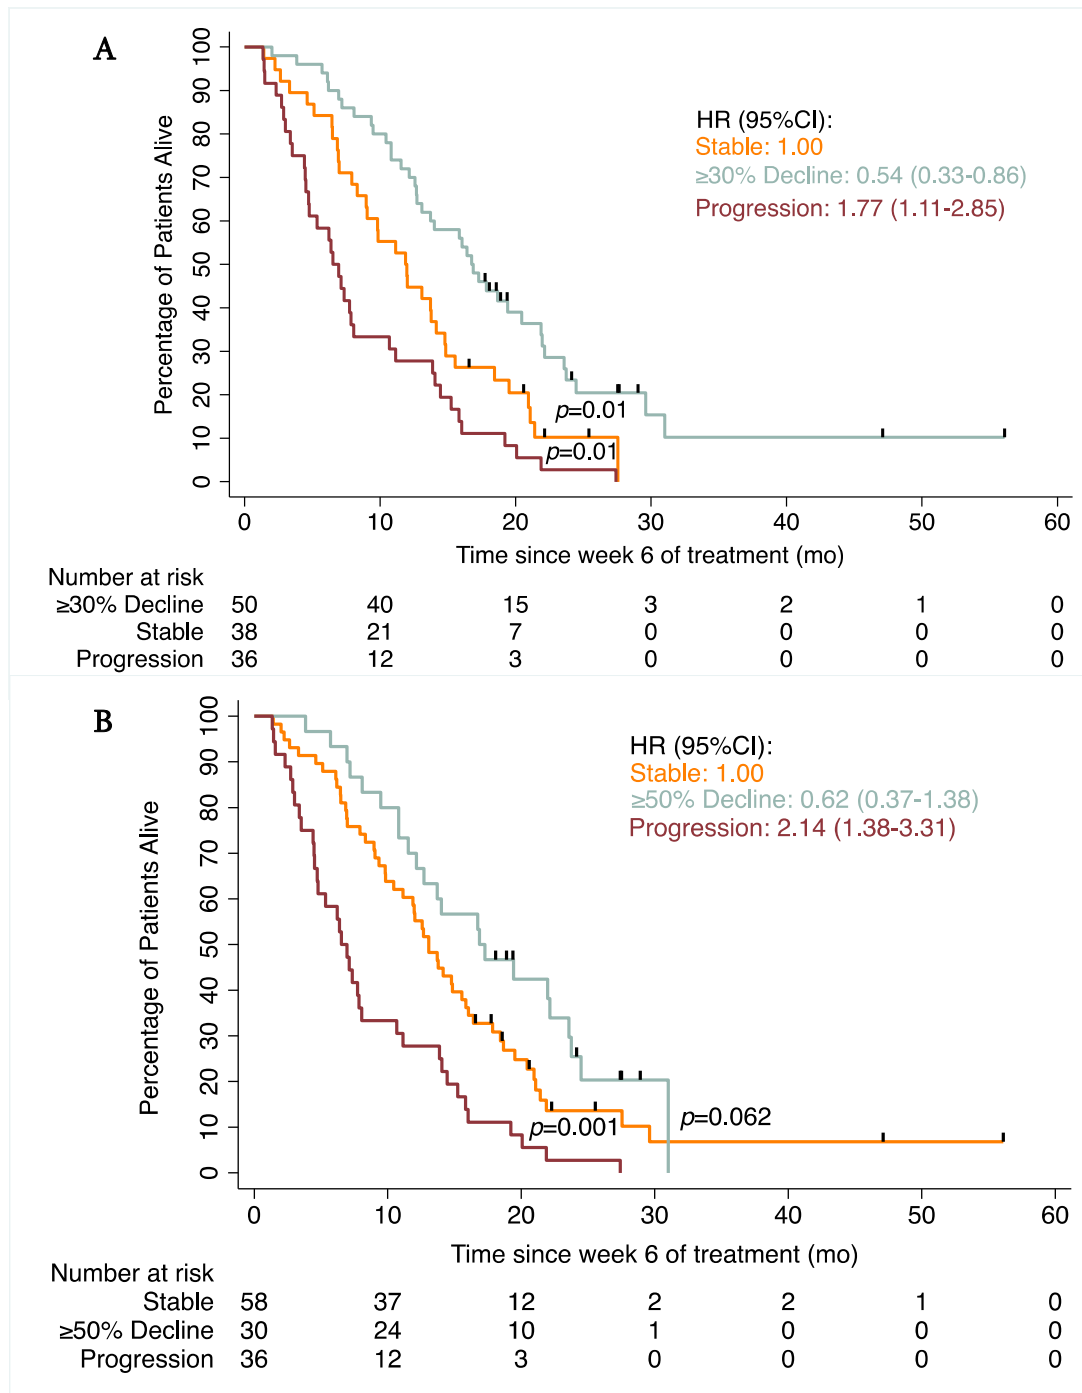 A
Percentage of Patients Alive
100
90
80
70
60
50
40
30
20
10
0
HR (95%CI):
Stable: 1.00
≥30% Decline: 0.54 (0.33-0.86)
Progression: 1.77 (1.11-2.85)
p=0.01
p=0.01
0 10 20 30 40 50 60
Time since week 6 of treatment (mo)
Number at risk
≥30% Decline 50 40 15 3 2 1 0
Stable 38 21 7 0 0 0 0
Progression 36 12 3 0 0 0 0
B
Percentage of Patients Alive
100
90
80
70
60
50
40
30
20
10
0
HR (95%CI):
Stable: 1.00
≥50% Decline: 0.62 (0.37-1.38)
Progression: 2.14 (1.38-3.31)
p=0.062
p=0.001
0 10 20 30 40 50 60
Time since week 6 of treatment (mo)
Number at risk
Stable 58 37 12 2 2 1 0
≥50% Decline 30 24 10 1 0 0 0
Progression 36 12 3 0 0 0 0